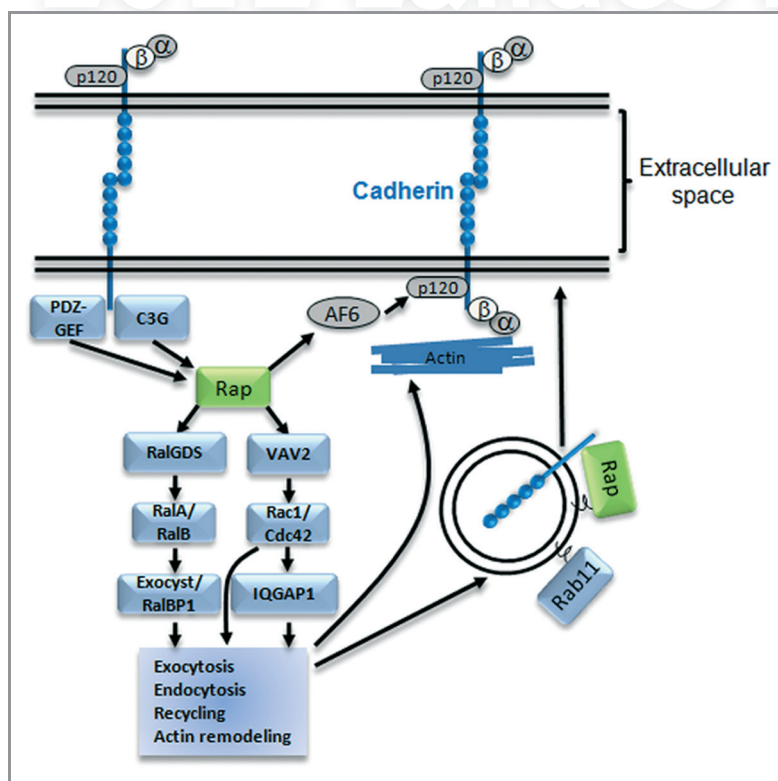 α
β
p120
α
β
p120
Extracellular
space
Cadherin
PDZ-
GEF
C3G
AF6
p120
β
α
Actin
Rap
RalGDS
VAV2
RalA/
RalB
Rac1/
Cdc42
Exocyst/
RalBP1
IQGAP1
Rap
Rab11
Exocytosis
Endocytosis
Recycling
Actin remodeling